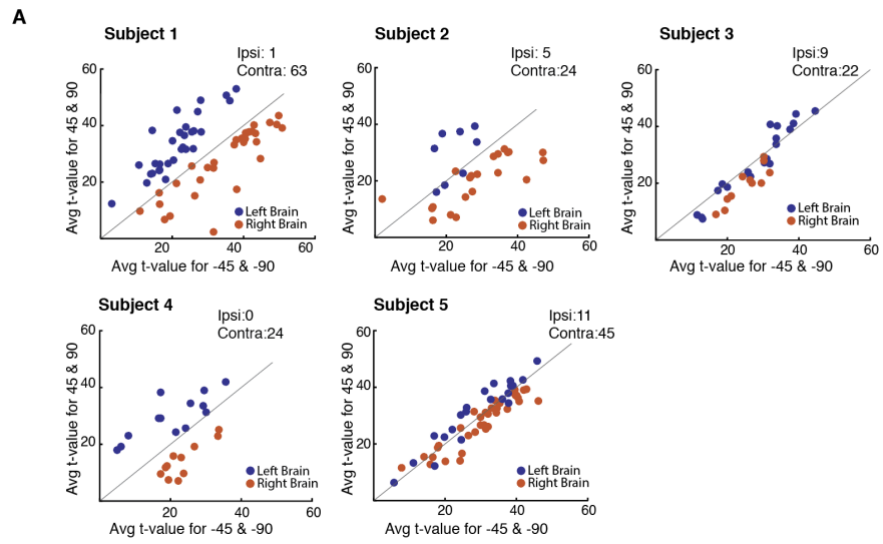 A
Subject 1
Ipsi: 1
Contra: 63
60
40
20
20
40
60
Avg t-value for 45 & 90
Avg t-value for -45 & -90
Left Brain
Right Brain
Subject 2
Ipsi: 5
Contra:24
60
40
20
20
40
60
Avg t-value for 45 & 90
Avg t-value for -45 & -90
Left Brain
Right Brain
Subject 3
Ipsi:9
Contra:22
60
40
20
20
40
60
Avg t-value for 45 & 90
Avg t-value for -45 & -90
Left Brain
Right Brain
Subject 4
Ipsi:0
Contra:24
60
40
20
20
40
60
Avg t-value for 45 & 90
Avg t-value for -45 & -90
Left Brain
Right Brain
Subject 5
Ipsi:11
Contra:45
60
40
20
20
40
60
Avg t-value for 45 & 90
Avg t-value for -45 & -90
Left Brain
Right Brain